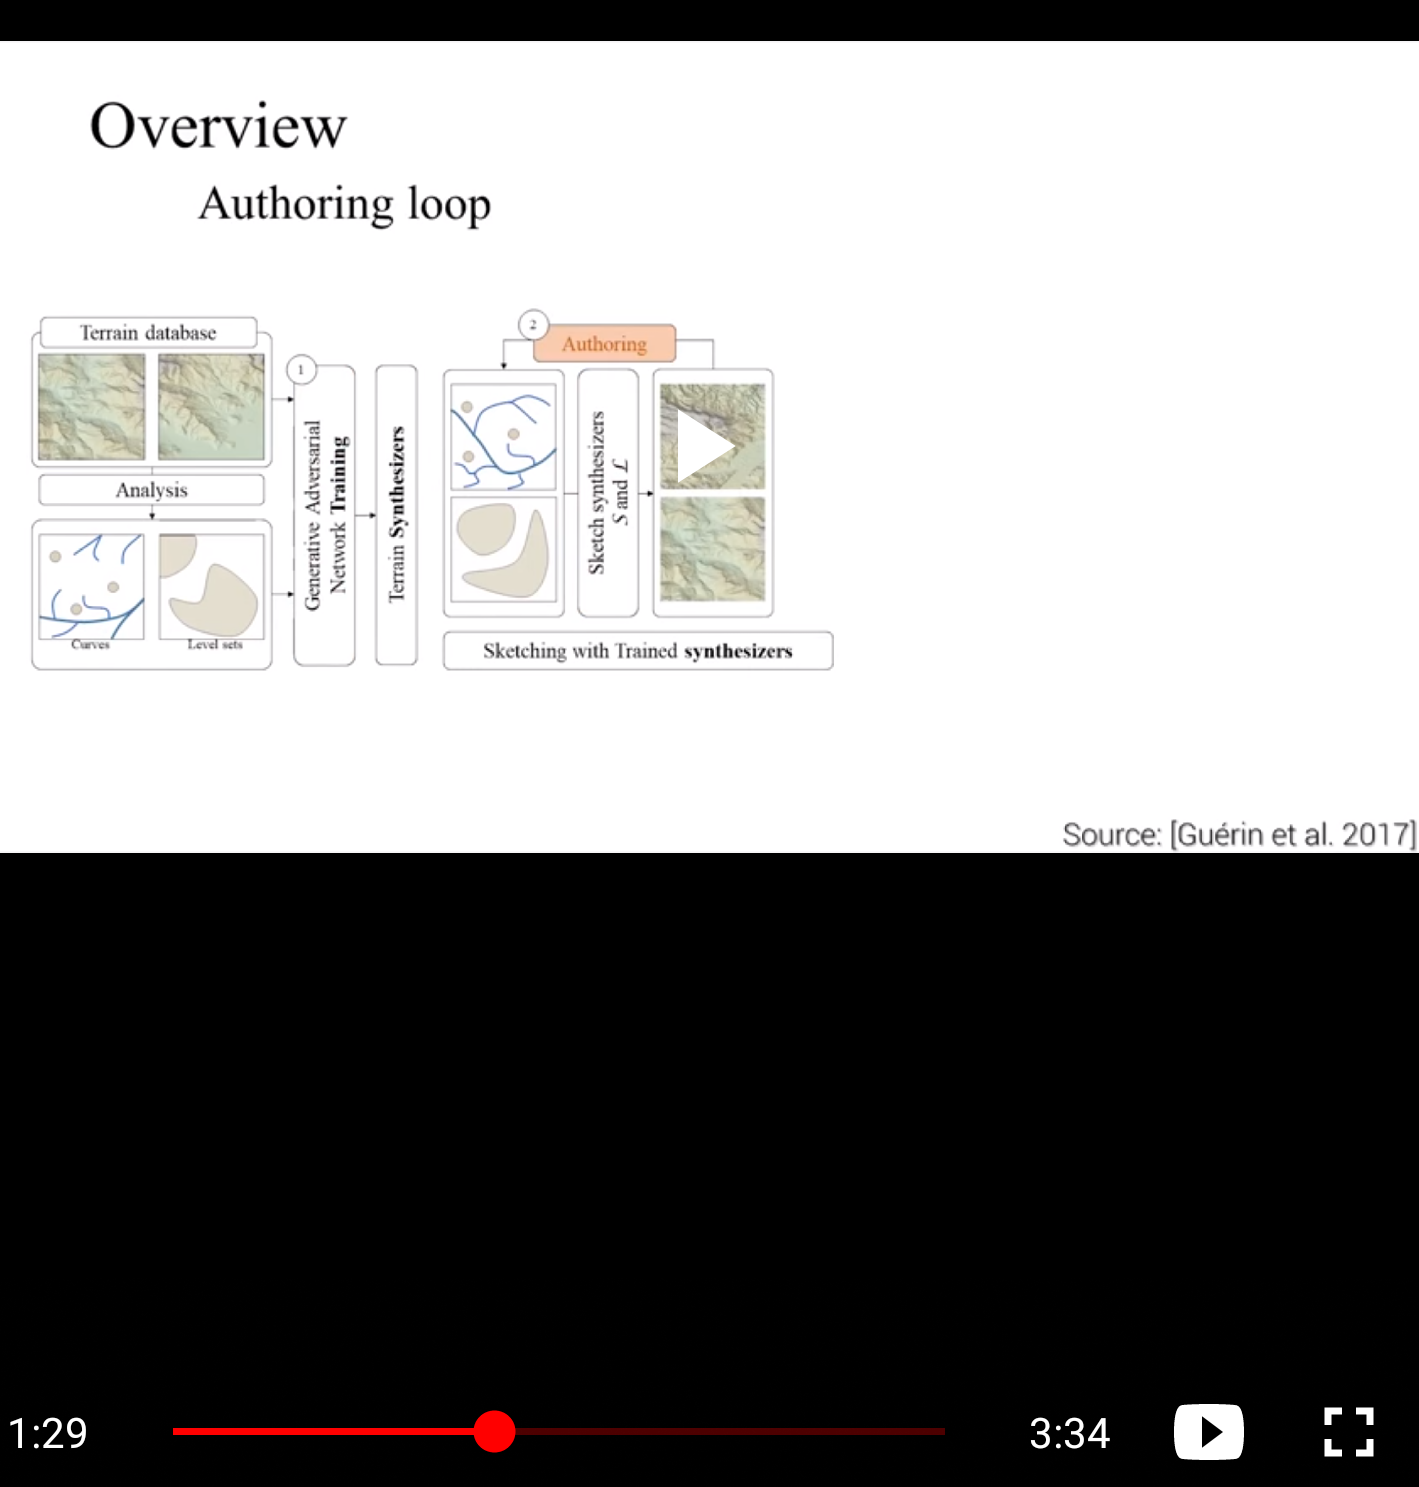 Overview
Authoring loop
Terrain database
Analysis
Curves
Level sets
1
Generative Adversarial
Network Training
Terrain Synthesizers
2
Authoring
Sketch synthesizers
S and ℒ
Sketching with Trained synthesizers
Source: [Guérin et al. 2017]
1:29
3:34